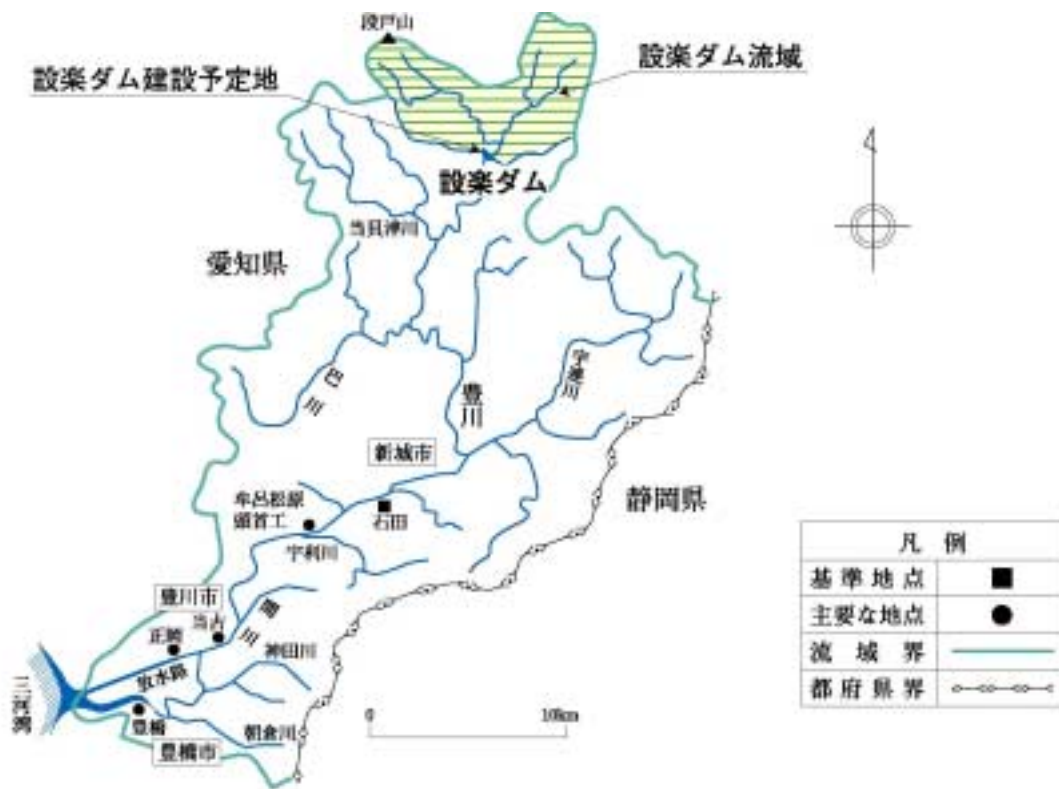 段戸山
設楽ダム建設予定地
設楽ダム流域
設楽ダム
当貝津川
愛知県
巴川
豊川
宇連川
新城市
静岡県
牟呂松原
頭首工
石田
宇利川
豊川市
当古
間川
正岡
神田川
放水路
三河湾
豊橋
朝倉川
豊橋市
0 10km
凡例
基準地点
主要な地点
流域界
都府県界